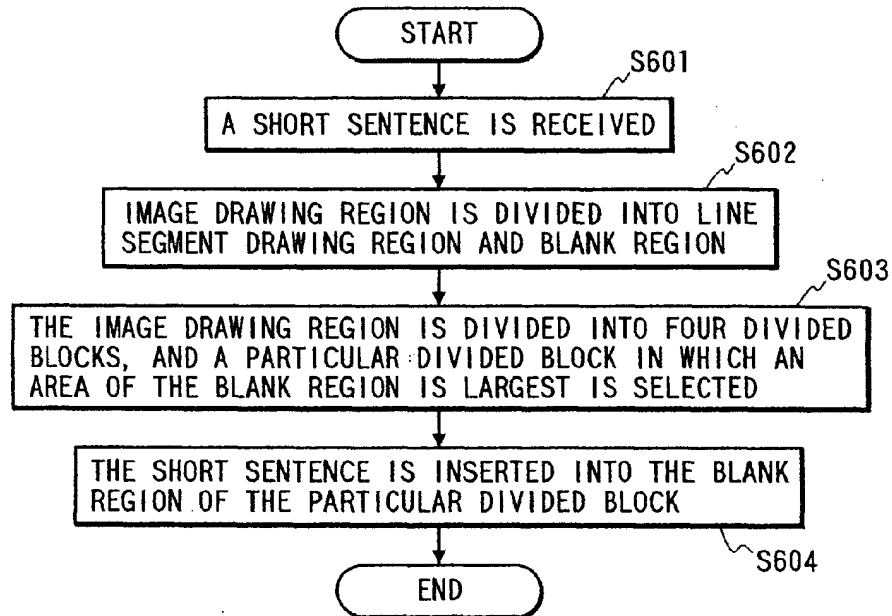 START
S601
A SHORT SENTENCE IS RECEIVED
S602
IMAGE DRAWING REGION IS DIVIDED INTO LINE
SEGMENT DRAWING REGION AND BLANK REGION
S603
THE IMAGE DRAWING REGION IS DIVIDED INTO FOUR DIVIDED
BLOCKS, AND A PARTICULAR DIVIDED BLOCK IN WHICH AN
AREA OF THE BLANK REGION IS LARGEST IS SELECTED
THE SHORT SENTENCE IS INSERTED INTO THE BLANK
REGION OF THE PARTICULAR DIVIDED BLOCK
S604
END